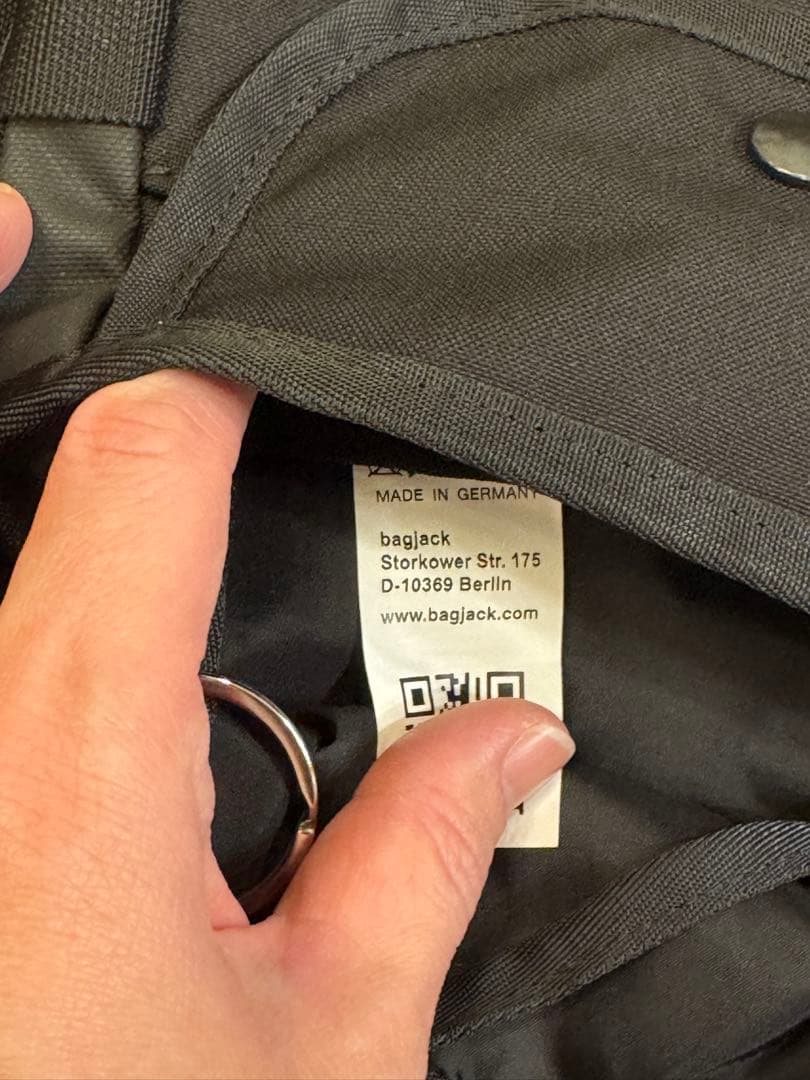 MADE IN GERMANY
bagjack
Storkower Str. 175
D-10369 Berlin
www.bagjack.com